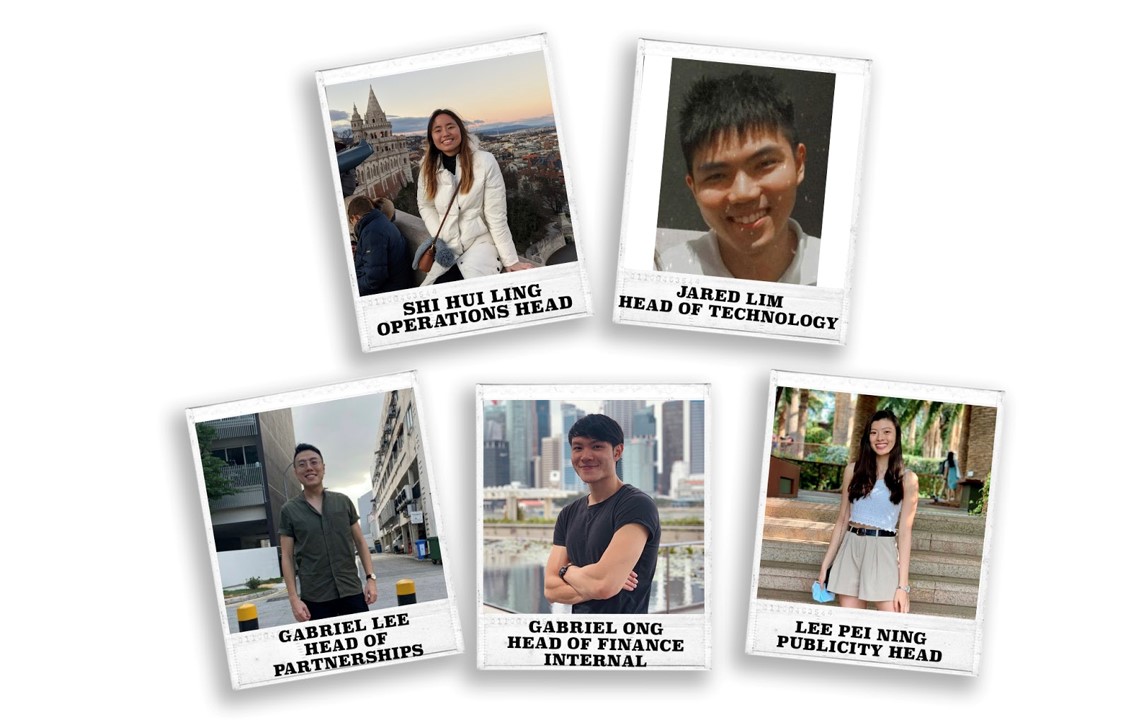 SHI HUI LING
OPERATIONS HEAD
JARED LIM
HEAD OF TECHNOLOGY
GABRIEL LEE
HEAD OF
PARTNERSHIPS
GABRIEL ONG
HEAD OF FINANCE
INTERNAL
LEE PEI NING
PUBLICITY HEAD